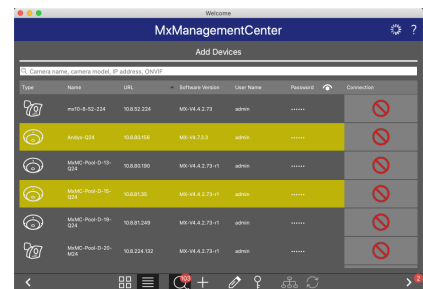 Welcome
MxManagementCenter
?
Add Devices
Camera name, camera model, IP address, ONVIF
Type Name URL Software Version User Name Password Connection
mx10-8-52-224 10.8.52.224 MX-V4.4.2.73 admin ••••••
Andya-Q24 10.8.80.156 MX-V4.7.0.3 admin ••••••
MxMC-Pool-D-13-
Q24 10.8.80.190 MX-V4.4.2.73-r1 admin ••••••
MxMC-Pool-D-15-
Q24 10.8.81.35 MX-V4.4.2.73-r1 admin ••••••
MxMC-Pool-D-19-
Q24 10.8.81.249 MX-V4.4.2.73-r1 admin ••••••
MxMC-Pool-D-20-
M24 10.8.224.132 MX-V4.4.2.73-r1 admin ••••••
103
2